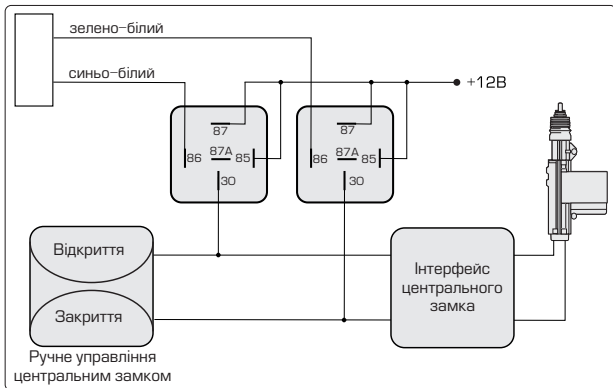 зелено-білий
синьо-білий
+12В
87
87A
86
85
30
87
87A
86
85
30
Відкриття
Закриття
Інтерфейс
центрального
замка
Ручне управління
центральним замком